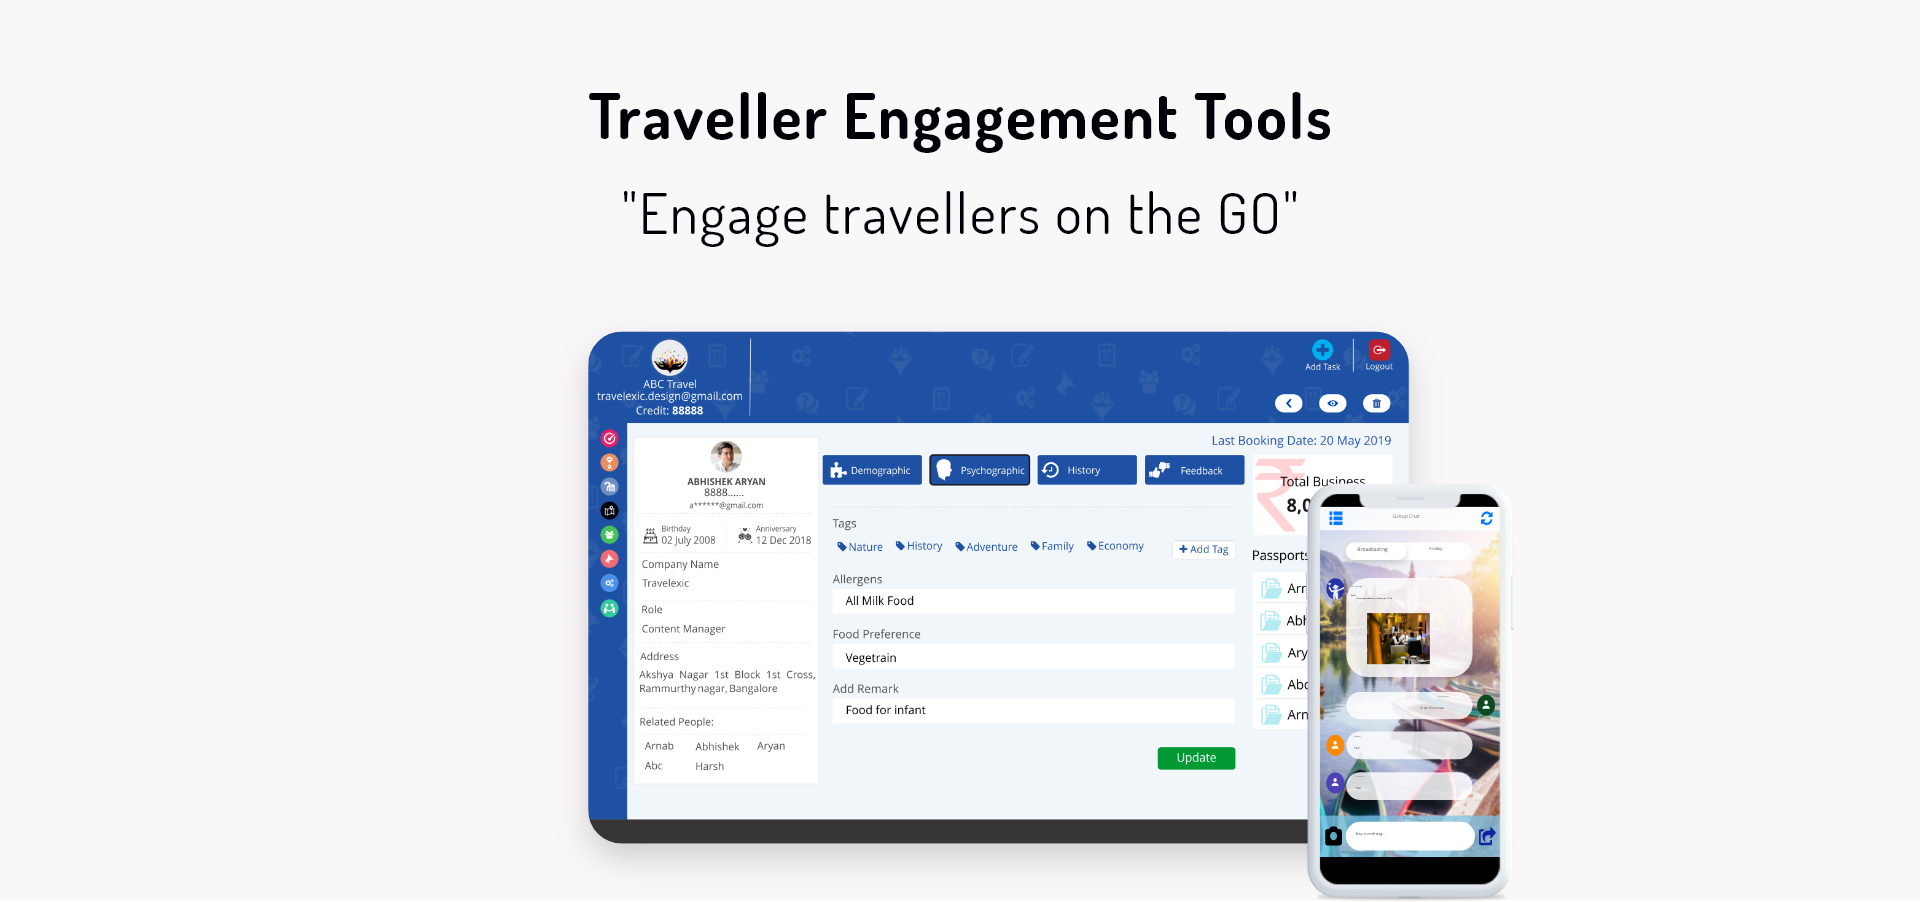 Traveller Engagement Tools
"Engage travellers on the GO"
ABC Travel
travelexic.design@gmail.com
Credit: 88888
Add Task
Logout
Last Booking Date: 20 May 2019
ABHISHEK ARYAN
8888......
a******@gmail.com
Birthday
02 July 2008
Anniversary
12 Dec 2018
Company Name
Travelexic
Role
Content Manager
Address
Akshya Nagar 1st Block 1st Cross,
Rammurthy nagar, Bangalore
Related People:
Arnab Abhishek Aryan
Abc Harsh
Demographic
Psychographic
History
Feedback
Tags
Nature
History
Adventure
Family
Economy
+ Add Tag
Allergens
All Milk Food
Food Preference
Vegetrain
Add Remark
Food for infant
Update
Total Business
8,0
Passports
Arn
Abh
Ary
Abc
Arn
Group Chat
Broadcasting
Say something...